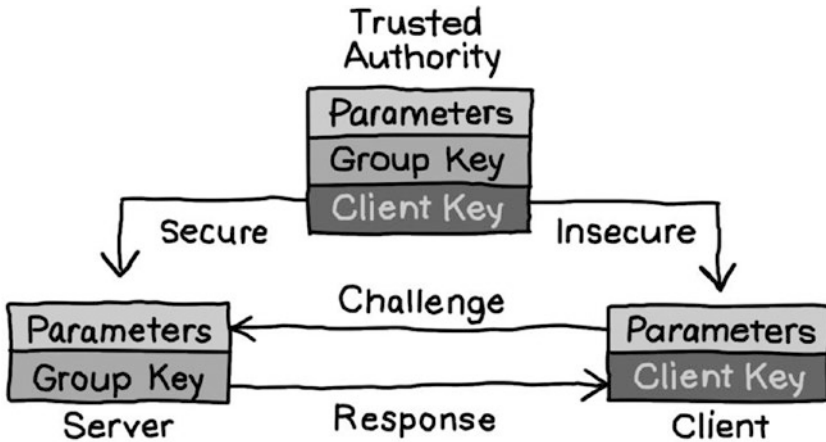 Trusted
Authority
Parameters
Group Key
Client Key
Secure
Insecure
Challenge
Parameters
Group Key
Server
Response
Parameters
Client Key
Client